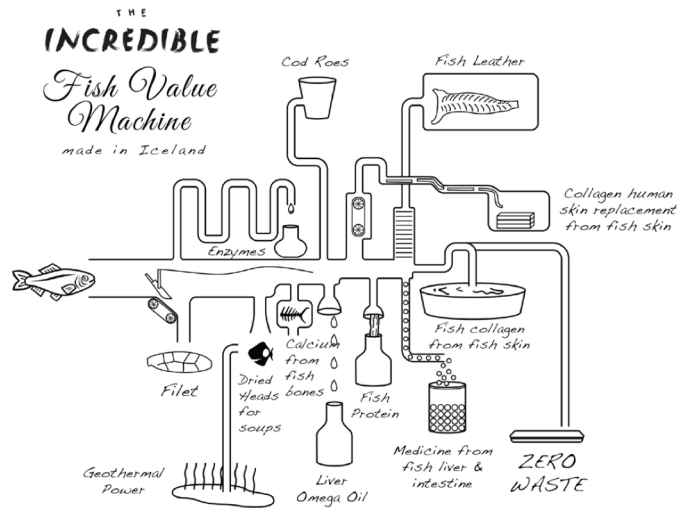 THE
INCREDIBLE
Fish Value
Machine
made in Iceland
Cod Roes
Fish Leather
Collagen human
skin replacement
from fish skin
Enzymes
Fish collagen
from fish skin
Filet
Dried
Heads
for
soups
Calcium
from
fish
bones
Fish
Protein
Liver
Omega Oil
Medicine from
fish liver &
intestine
ZERO
WASTE
Geothermal
Power